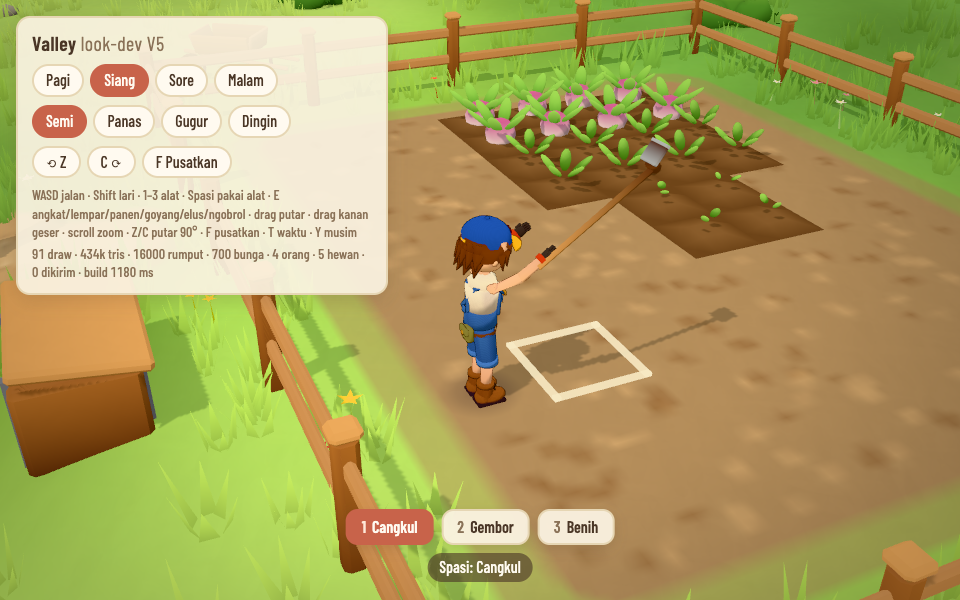 Valley look-dev V5
Pagi Siang Sore Malam
Semi Panas Gugur Dingin
⟲ Z C ⟳ F Pusatkan
WASD jalan · Shift lari · 1–3 alat · Spasi pakai alat · E
angkat/lempar/panen/goyang/elus/ngobrol · drag putar · drag kanan
geser · scroll zoom · Z/C putar 90° · F pusatkan · T waktu · Y musim
91 draw · 434k tris · 16000 rumput · 700 bunga · 4 orang · 5 hewan ·
0 dikirim · build 1180 ms
1 Cangkul 2 Gembor 3 Benih
Spasi: Cangkul